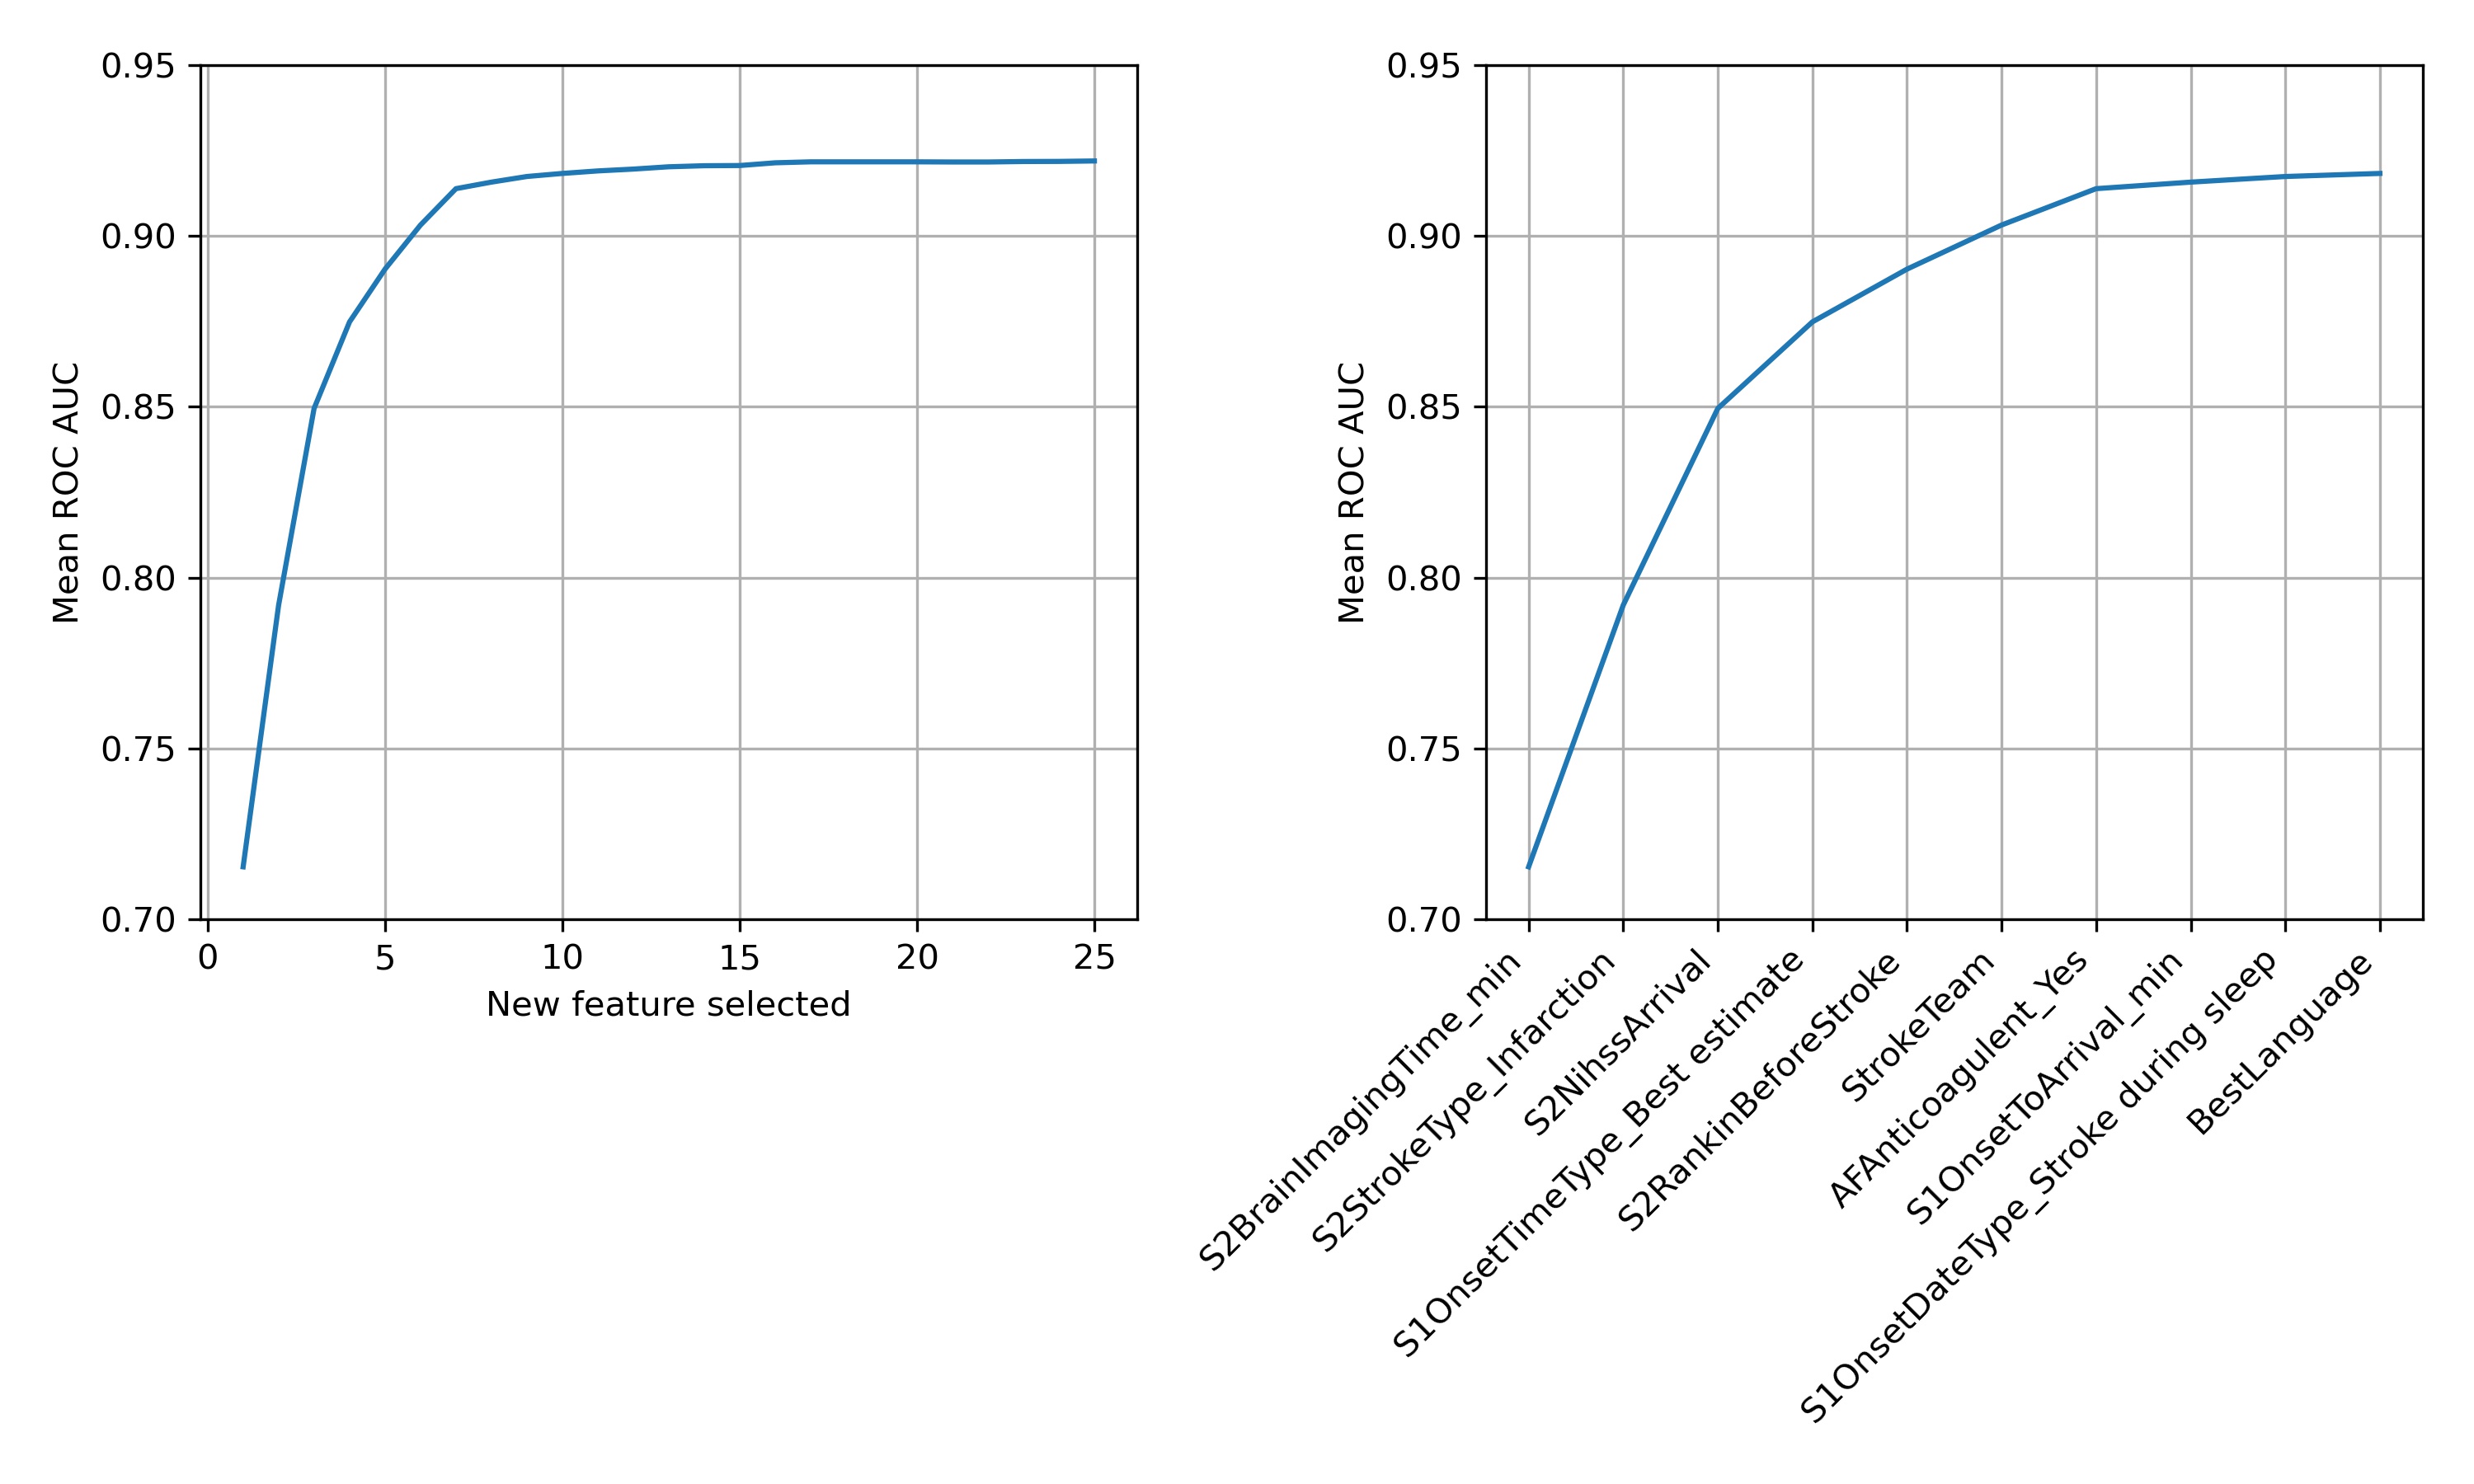 0.95
0.90
0.85
0.80
0.75
0.70
Mean ROC AUC
0
5
10
15
20
25
New feature selected
0.95
0.90
0.85
0.80
0.75
0.70
Mean ROC AUC
S2BrainImagingTime_min
S2StrokeType_Infarction
S2NihssArrival
S1OnsetTimeType_Best estimate
S2RankinBeforeStroke
StrokeTeam
AFAnticoagulent_Yes
S1OnsetToArrival_min
S1OnsetDateType_Stroke during sleep
BestLanguage